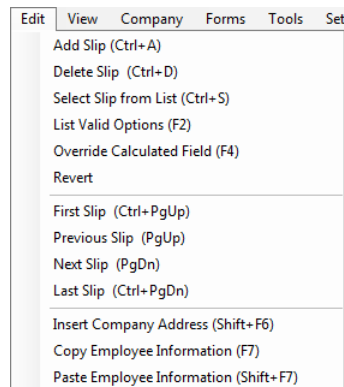 Edit View Company Forms Tools Set
Add Slip (Ctrl+A)
Delete Slip (Ctrl+D)
Select Slip from List (Ctrl+S)
List Valid Options (F2)
Override Calculated Field (F4)
Revert
First Slip (Ctrl+PgUp)
Previous Slip (PgUp)
Next Slip (PgDn)
Last Slip (Ctrl+PgDn)
Insert Company Address (Shift+F6)
Copy Employee Information (F7)
Paste Employee Information (Shift+F7)